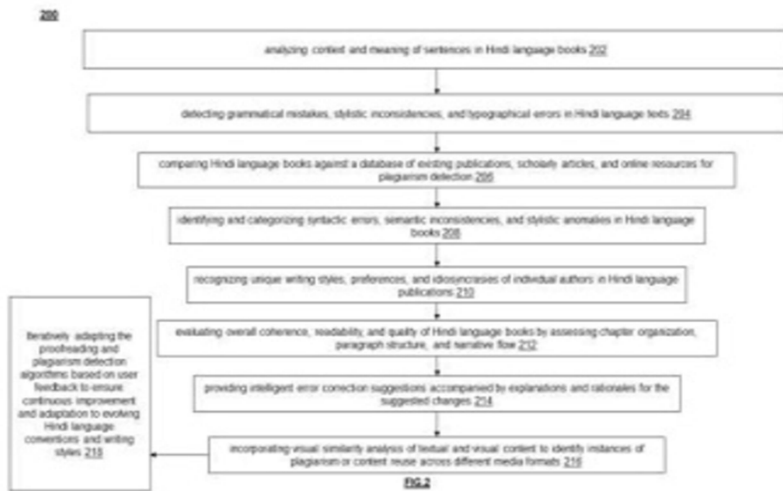 200
analyzing context and meaning of sentences in Hindi language books 202
detecting grammatical mistakes, stylistic inconsistencies, and typographical errors in Hindi language texts 204
comparing Hindi language books against a database of existing publications, scholarly articles, and online resources for
plagiarism detection 206
identifying and categorizing syntactic errors, semantic inconsistencies, and stylistic anomalies in Hindi language
books 208
recognizing unique writing styles, preferences, and idiosyncrasies of individual authors in Hindi language
publications 210
evaluating overall coherence, readability, and quality of Hindi language books by assessing chapter organization,
paragraph structure, and narrative flow 212
providing intelligent error correction suggestions accompanied by explanations and rationales for
the suggested changes 214
incorporating visual similarity analysis of textual and visual content to identify instances of
plagiarism or content reuse across different media formats 216
iteratively adapting the
proofreading and
plagiarism detection
algorithms based on user
feedback to ensure
continuous improvement
and adaptation to evolving
Hindi language
conventions and writing
styles 218
FIG.2